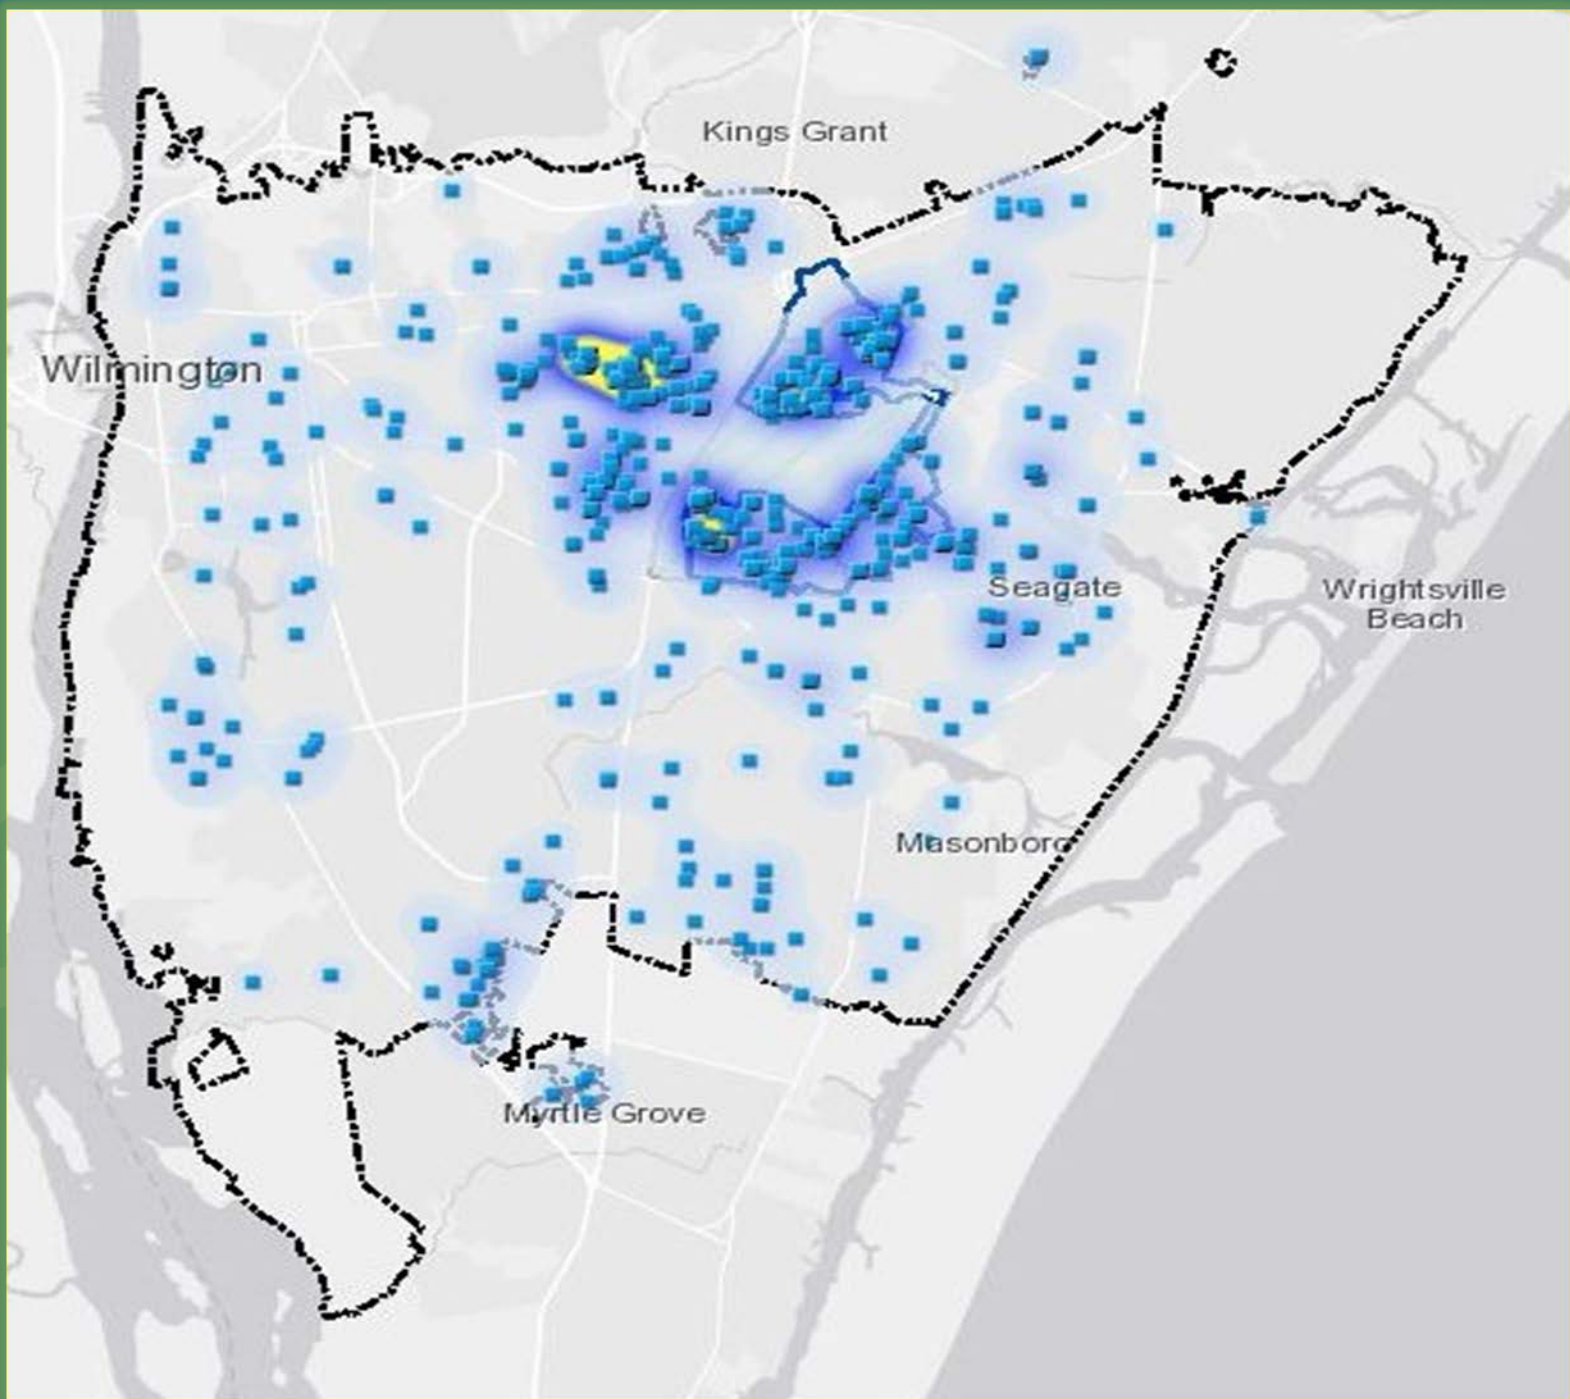 Kings Grant
Wilmington
Seagate
Wrightsville
Beach
Masonboro
Myrtle Grove